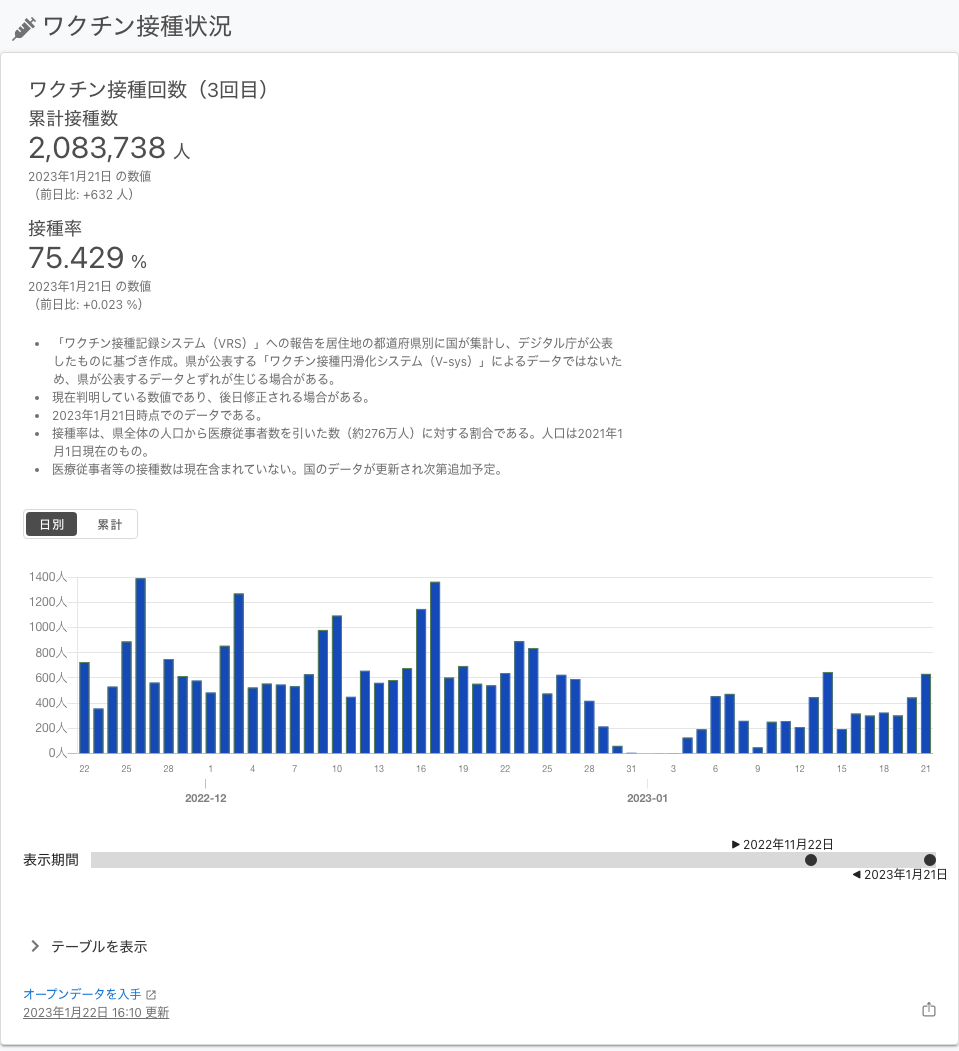 ワクチン接種状況
ワクチン接種回数（3回目）
累計接種数
2,083,738 人
2023年1月21日 の数値
（前日比: +632 人）
接種率
75.429 %
2023年1月21日 の数値
（前日比: +0.023 %）
• 「ワクチン接種記録システム（VRS）」への報告を居住地の都道府県別に国が集計し、デジタル庁が公表
したものに基づき作成。県が公表する「ワクチン接種円滑化システム（V-sys）」によるデータではないた
め、県が公表するデータとずれが生じる場合がある。
• 現在判明している数値であり、後日修正される場合がある。
• 2023年1月21日時点でのデータである。
• 接種率は、県全体の人口から医療従事者数を引いた数（約276万人）に対する割合である。人口は2021年1
月1日現在のもの。
• 医療従事者等の接種数は現在含まれていない。国のデータが更新され次第追加予定。
日別 累計
1400人
1200人
1000人
800人
600人
400人
200人
0人
22 25 28 1 4 7 10 13 16 19 22 25 28 31 3 6 9 12 15 18 21
2022-12 2023-01
2022年11月22日
表示期間
2023年1月21日
テーブルを表示
オープンデータを入手
2023年1月22日 16:10 更新